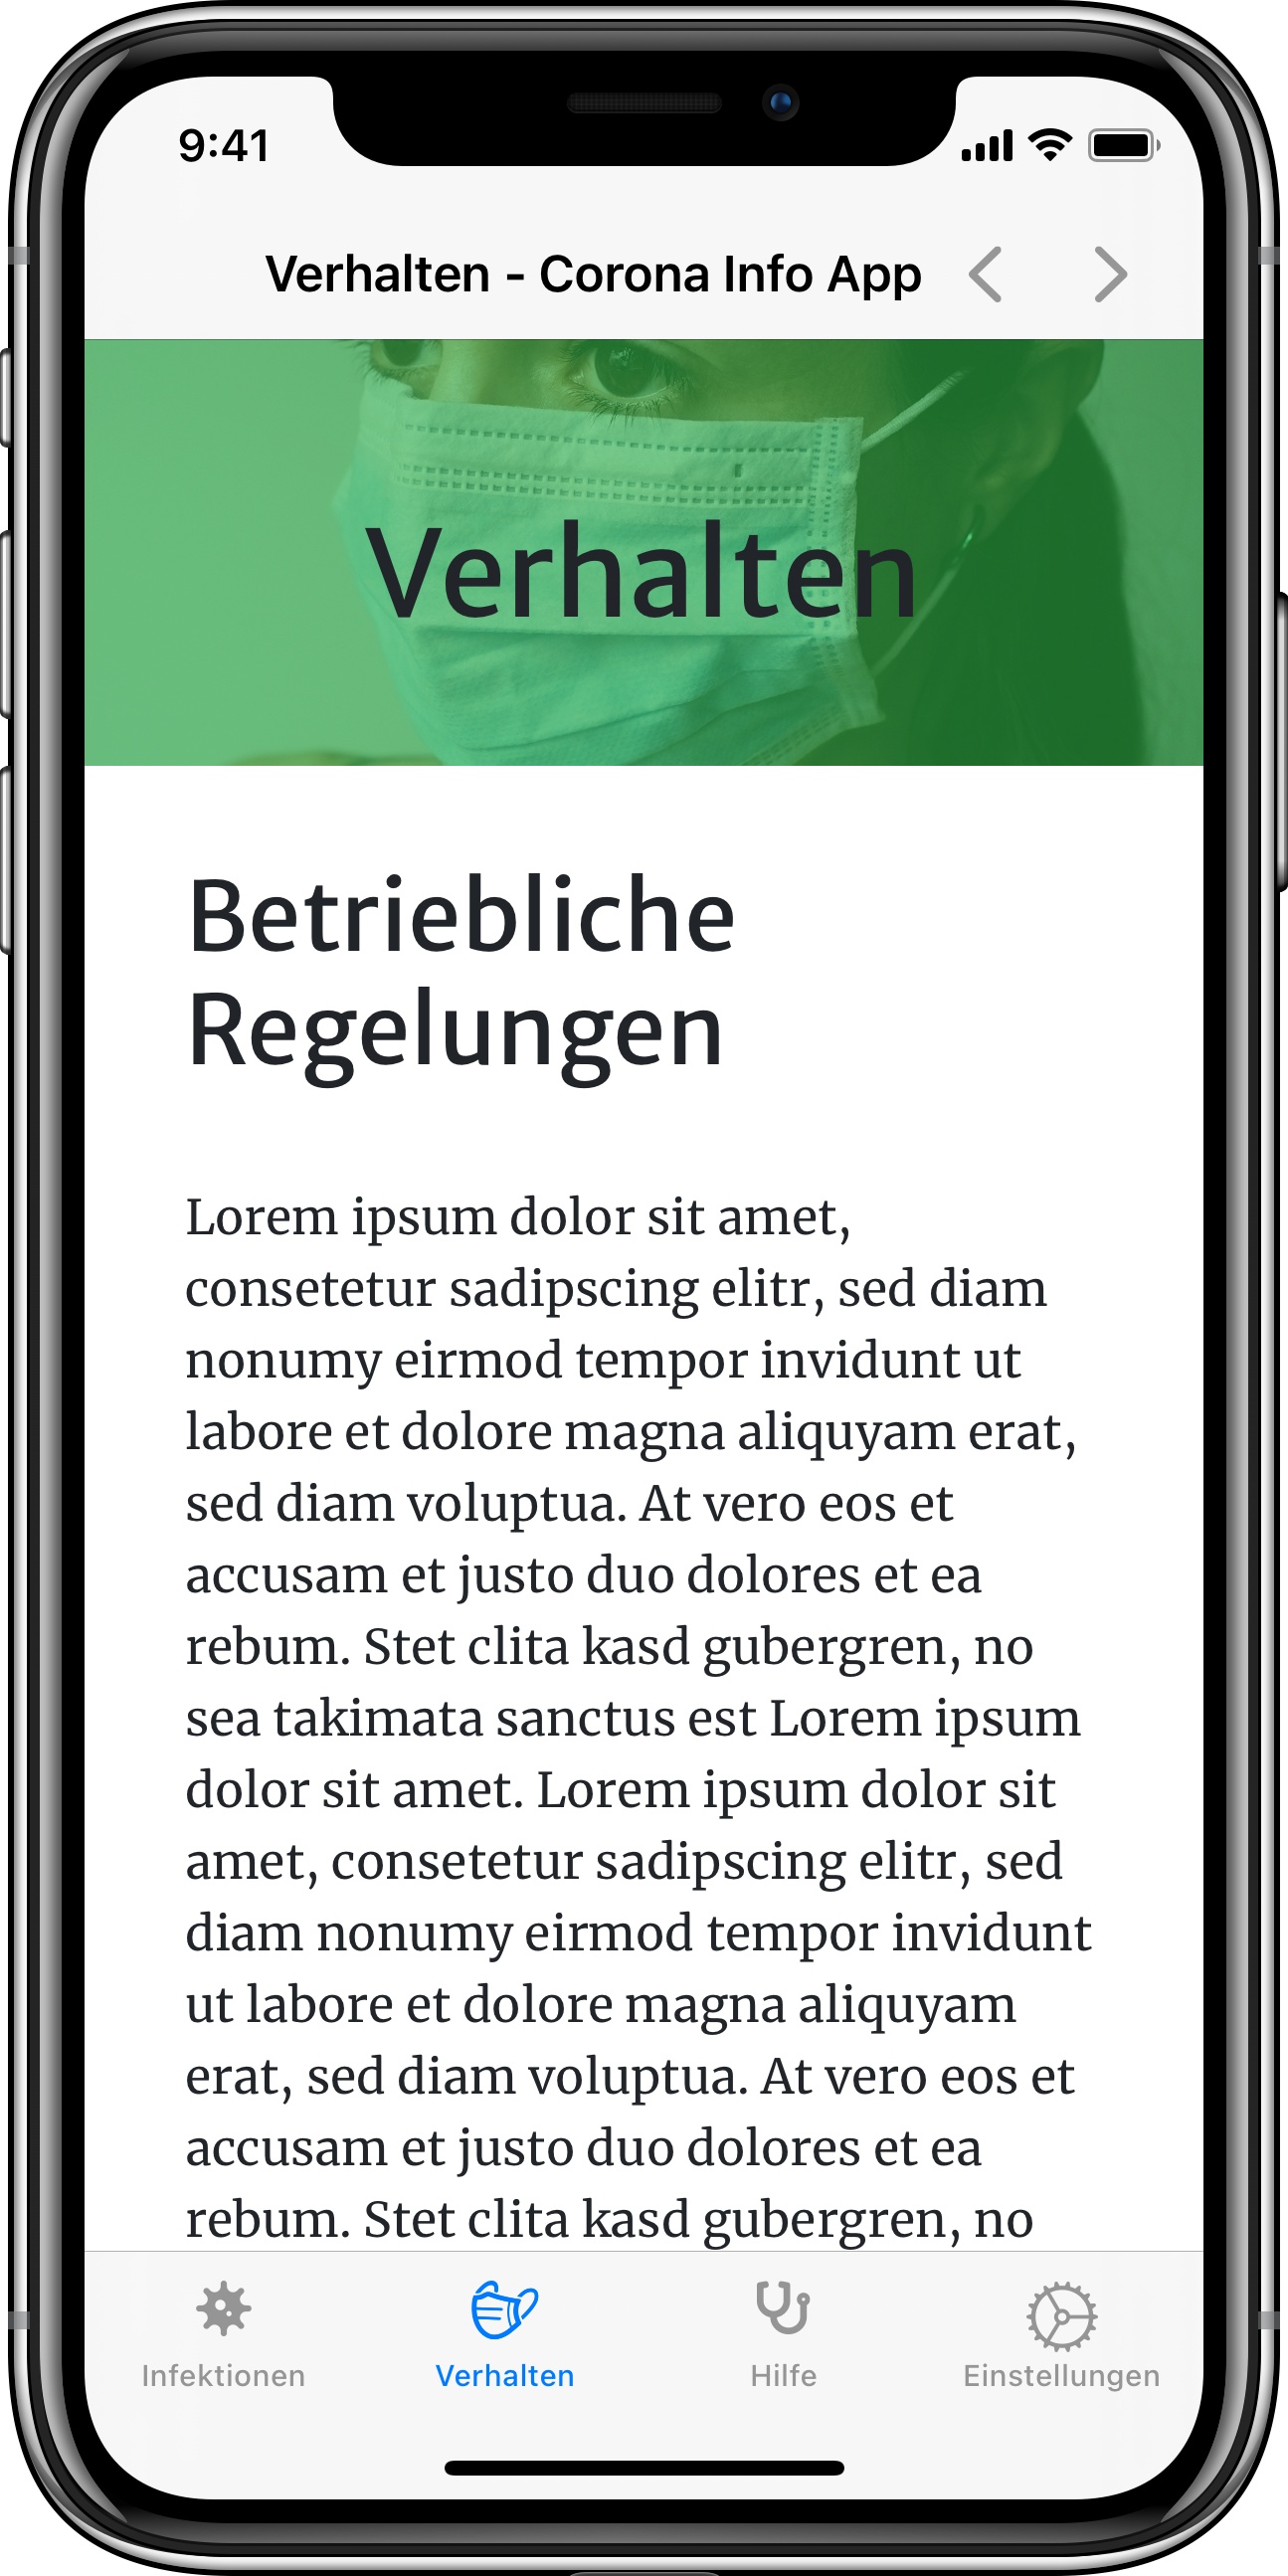 9:41
Verhalten - Corona Info App
Verhalten
Betriebliche
Regelungen
Lorem ipsum dolor sit amet,
consetetur sadipscing elitr, sed diam
nonumy eirmod tempor invidunt ut
labore et dolore magna aliquyam erat,
sed diam voluptua. At vero eos et
accusam et justo duo dolores et ea
rebum. Stet clita kasd gubergren, no
sea takimata sanctus est Lorem ipsum
dolor sit amet. Lorem ipsum dolor sit
amet, consetetur sadipscing elitr, sed
diam nonumy eirmod tempor invidunt
ut labore et dolore magna aliquyam
erat, sed diam voluptua. At vero eos et
accusam et justo duo dolores et ea
rebum. Stet clita kasd gubergren, no
Infektionen Verhalten Hilfe Einstellungen